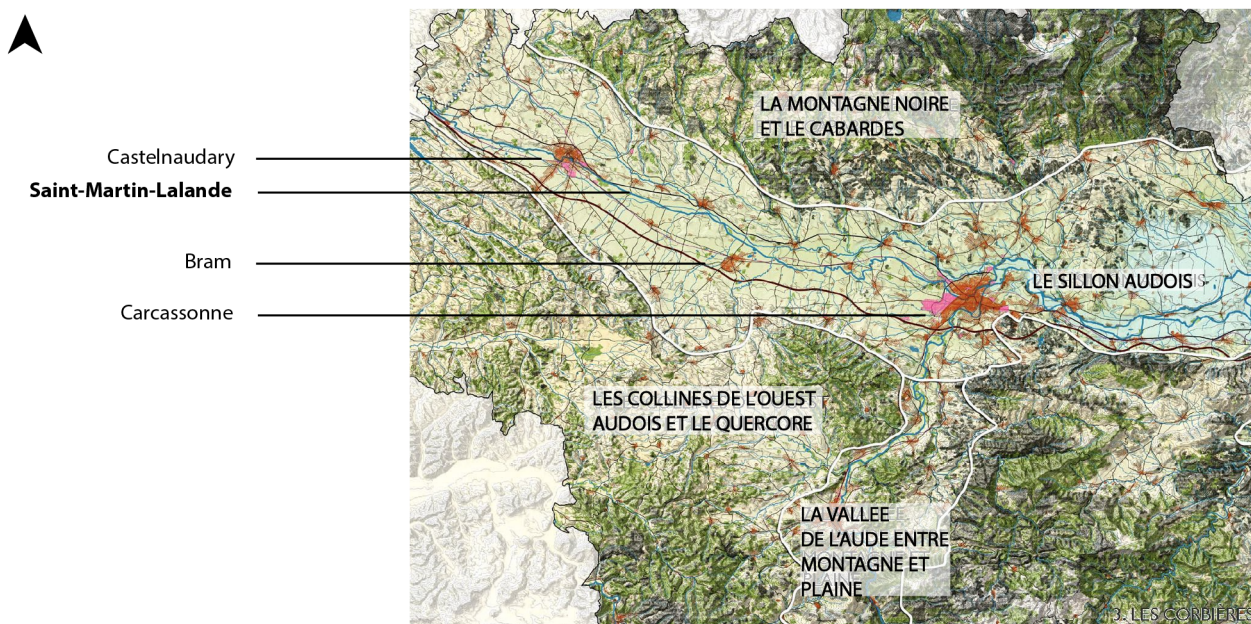 LA MONTAGNE NOIRE
ET LE CABARDES
Castelnaudary
Saint-Martin-Lalande
Bram
Carcassonne
LE SILLON AUDOIS
LES COLLINES DE L'OUEST
AUDOIS ET LE QUERCORE
LA VALLEE
DE L'AUDE ENTRE
MONTAGNE ET
PLAINE
3. LES CORBIERES